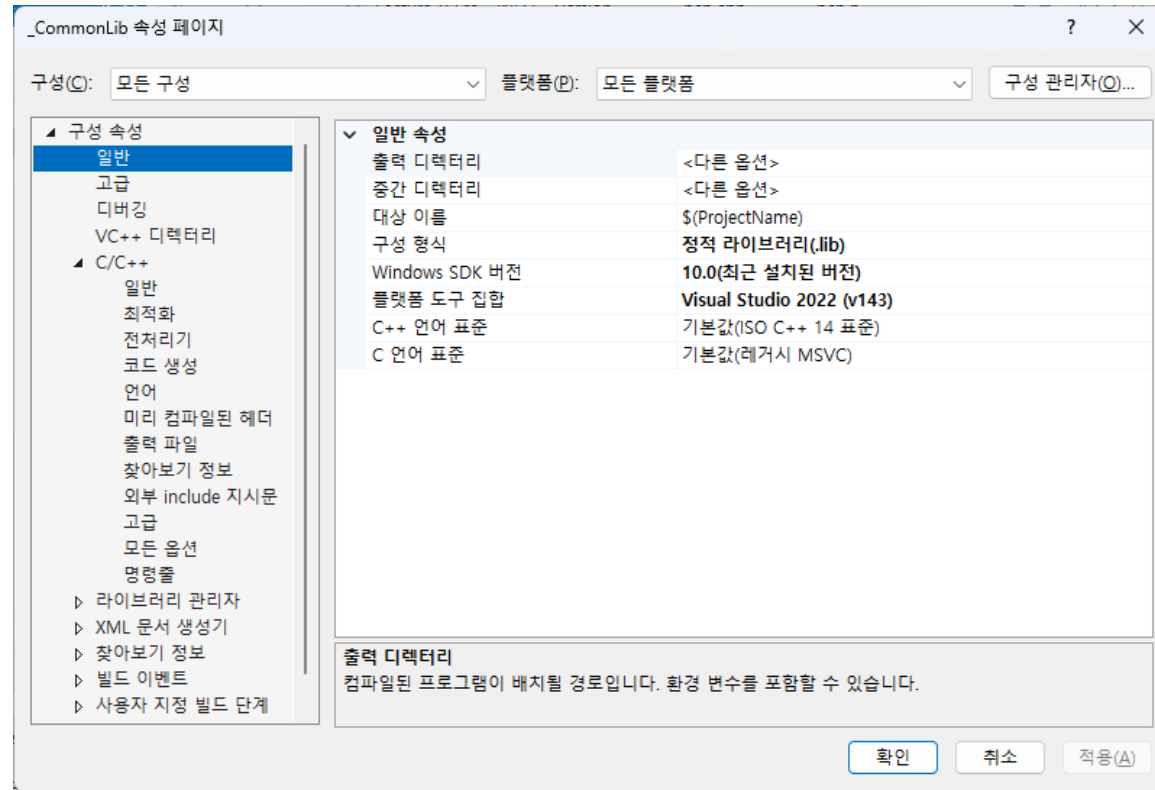 _CommonLib 속성 페이지
? ×
구성(C): 모든 구성 플랫폼(P): 모든 플랫폼 구성 관리자(O)...
구성 속성
일반
고급
디버깅
VC++ 디렉터리
C/C++
일반
최적화
전처리기
코드 생성
언어
미리 컴파일된 헤더
출력 파일
찾아보기 정보
외부 include 지시문
고급
모든 옵션
명령줄
라이브러리 관리자
XML 문서 생성기
찾아보기 정보
빌드 이벤트
사용자 지정 빌드 단계
일반 속성
출력 디렉터리 <다른 옵션>
중간 디렉터리 <다른 옵션>
대상 이름 $(ProjectName)
구성 형식 정적 라이브러리(.lib)
Windows SDK 버전 10.0(최근 설치된 버전)
플랫폼 도구 집합 Visual Studio 2022 (v143)
C++ 언어 표준 기본값(ISO C++ 14 표준)
C 언어 표준 기본값(레거시 MSVC)
출력 디렉터리
컴파일된 프로그램이 배치될 경로입니다. 환경 변수를 포함할 수 있습니다.
확인 취소 적용(A)